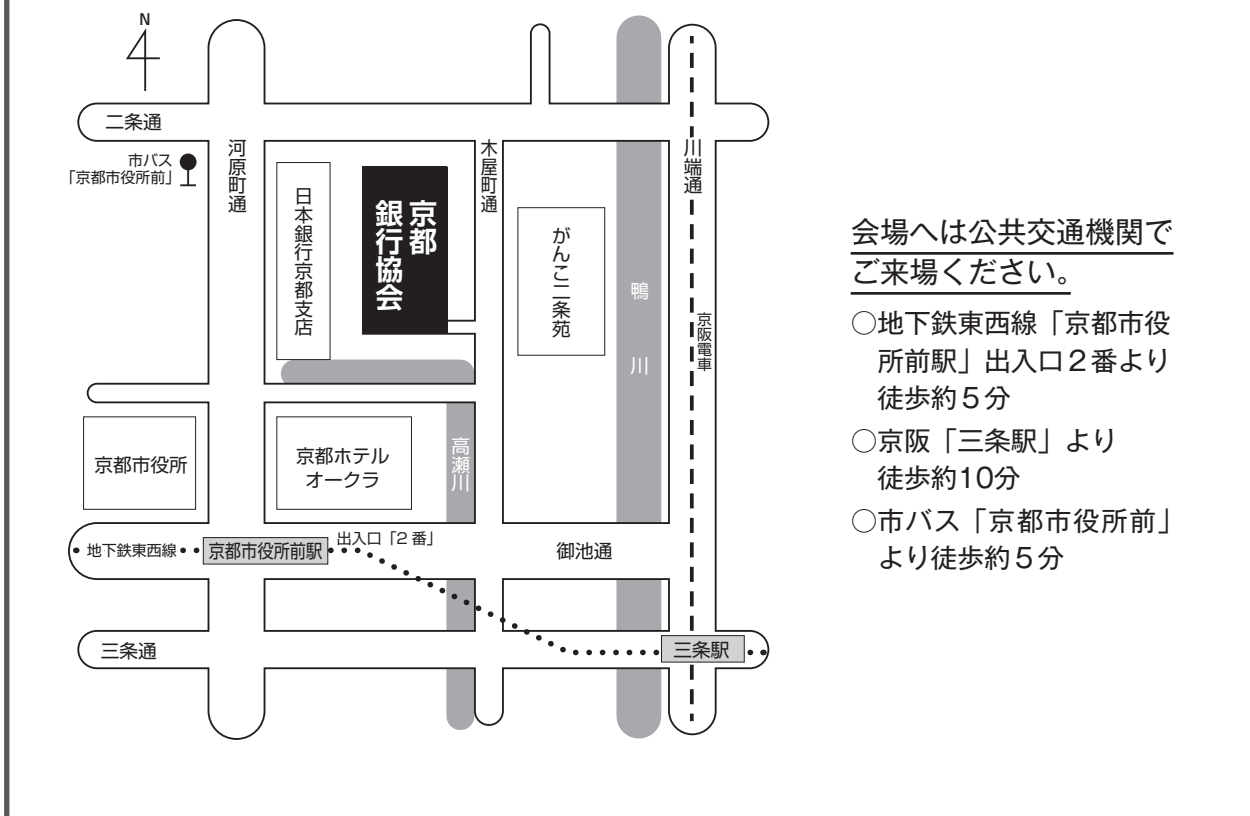 N
二条通
市バス
「京都市役所前」
河原町通
日本銀行京都支店
京都
銀行協会
木屋町通
がんこ二条苑
鴨川
川端通
京阪電車
京都市役所
京都ホテル
オークラ
高瀬川
地下鉄東西線
京都市役所前駅
出入口「2番」
御池通
三条通
三条駅
会場へは公共交通機関で
ご来場ください。
○地下鉄東西線「京都市役
所前駅」出入口２番より
徒歩約５分
○京阪「三条駅」より
徒歩約10分
○市バス「京都市役所前」
より徒歩約５分